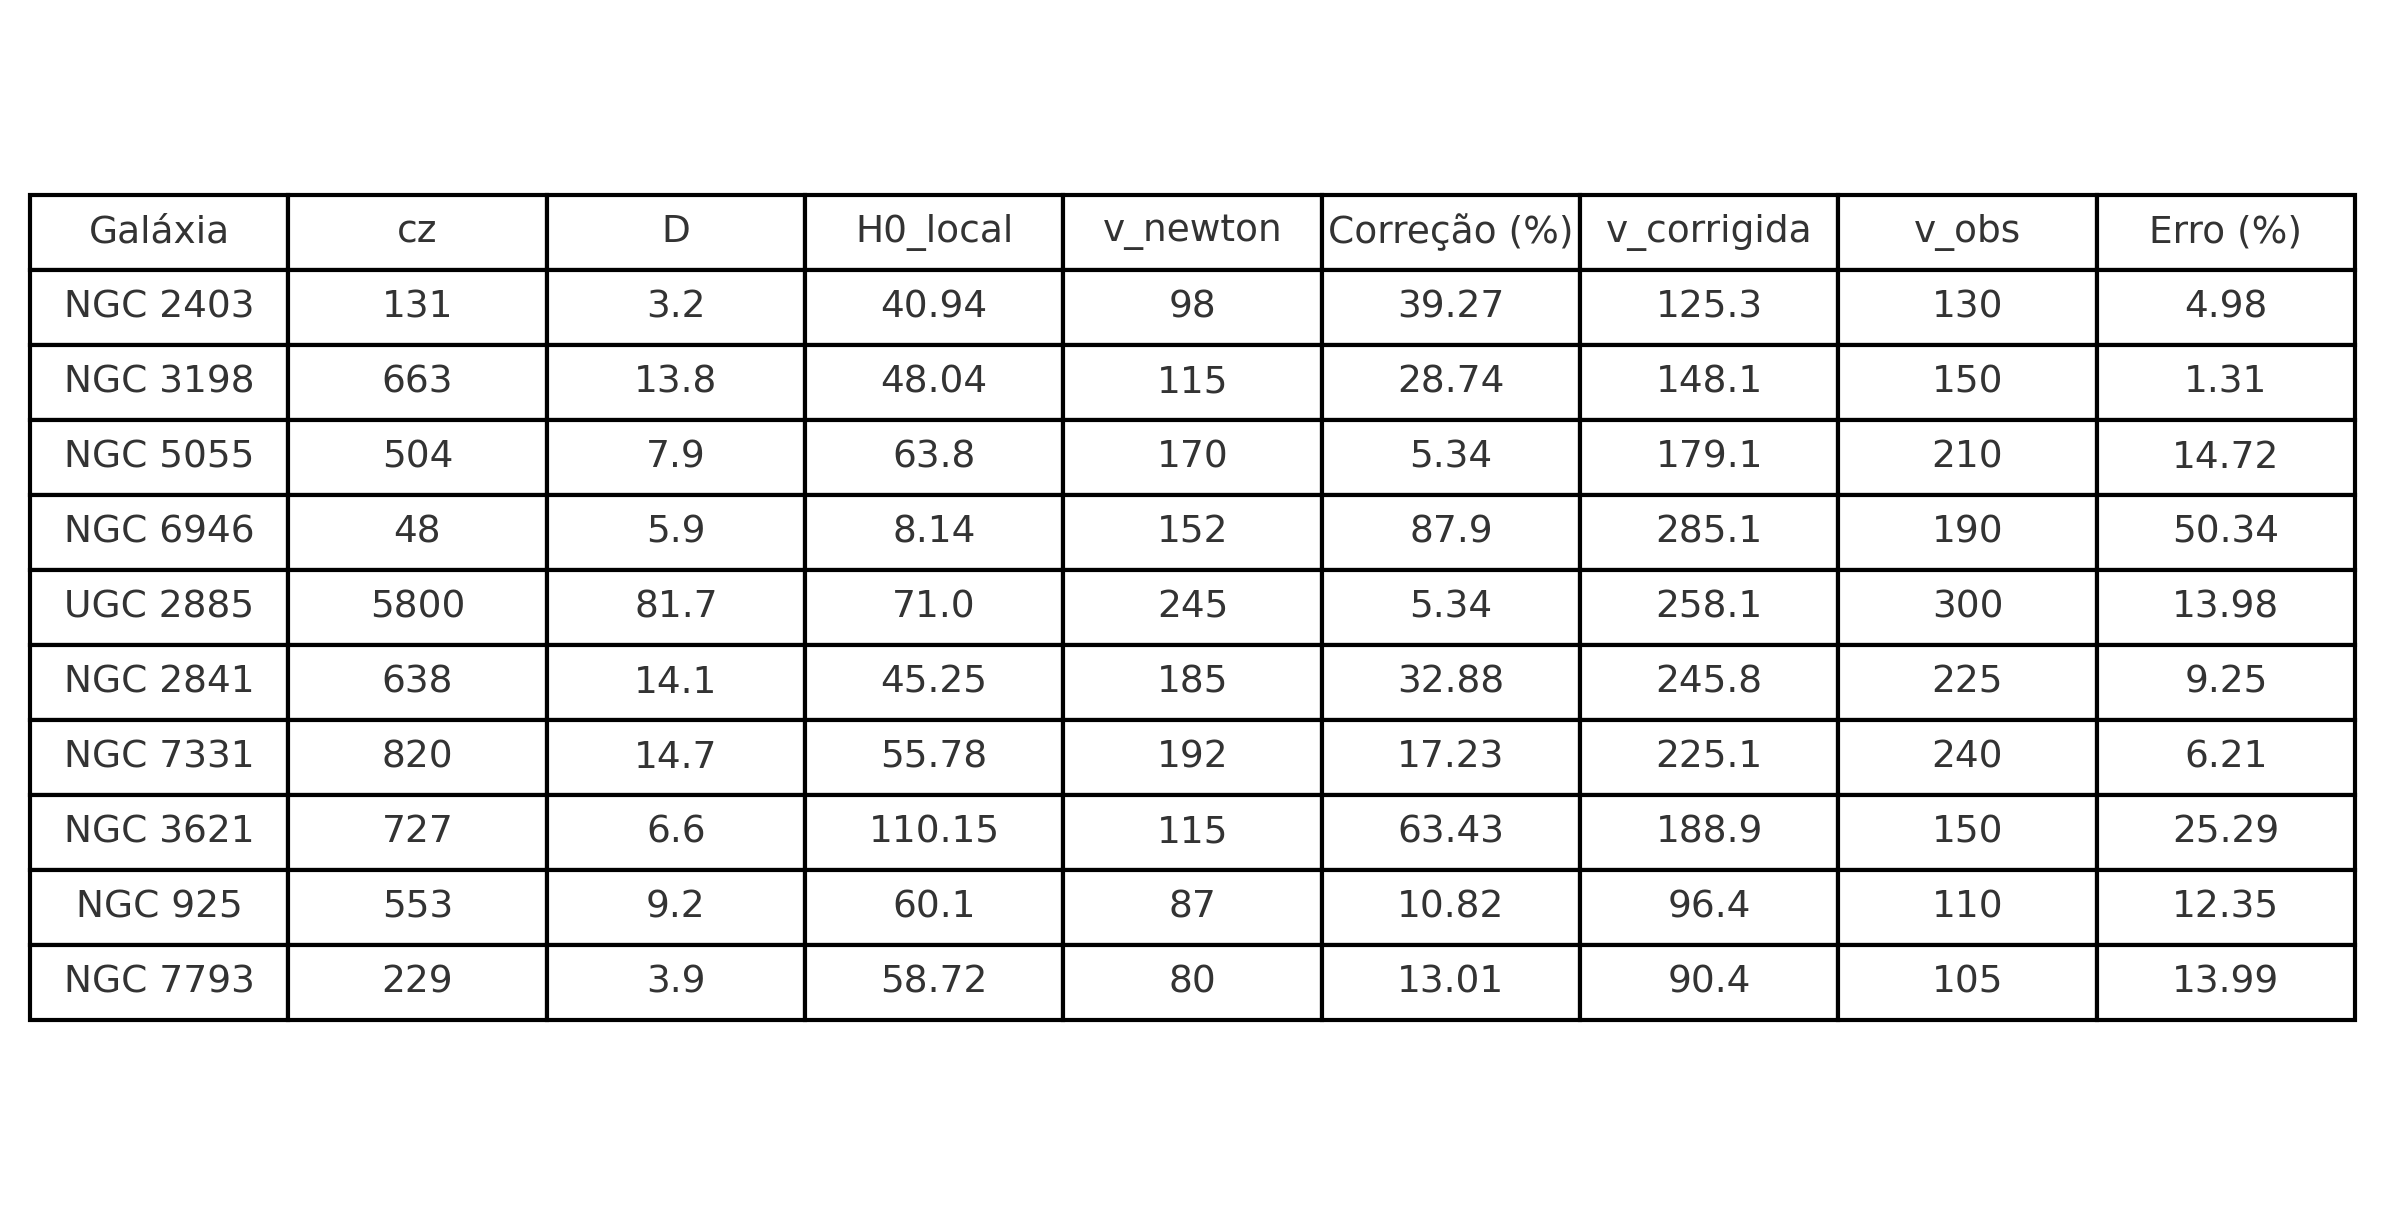 Galáxia cz D H0_local v_newton Correção (%) v_corrigida v_obs Erro (%)
NGC 2403 131 3.2 40.94 98 39.27 125.3 130 4.98
NGC 3198 663 13.8 48.04 115 28.74 148.1 150 1.31
NGC 5055 504 7.9 63.8 170 5.34 179.1 210 14.72
NGC 6946 48 5.9 8.14 152 87.9 285.1 190 50.34
UGC 2885 5800 81.7 71.0 245 5.34 258.1 300 13.98
NGC 2841 638 14.1 45.25 185 32.88 245.8 225 9.25
NGC 7331 820 14.7 55.78 192 17.23 225.1 240 6.21
NGC 3621 727 6.6 110.15 115 63.43 188.9 150 25.29
NGC 925 553 9.2 60.1 87 10.82 96.4 110 12.35
NGC 7793 229 3.9 58.72 80 13.01 90.4 105 13.99